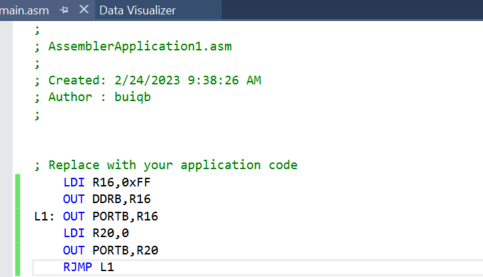 main.asm Data Visualizer
;
; AssemblerApplication1.asm
;
; Created: 2/24/2023 9:38:26 AM
; Author : buiqb
;
; Replace with your application code
LDI R16,0xFF
OUT DDRB,R16
L1: OUT PORTB,R16
LDI R20,0
OUT PORTB,R20
RJMP L1